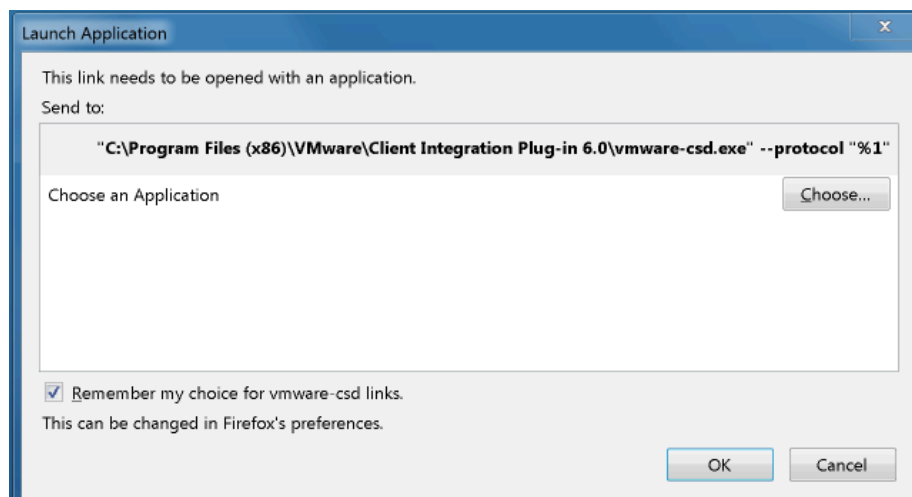 Launch Application
x
This link needs to be opened with an application.
Send to:
"C:\Program Files (x86)\VMware\Client Integration Plug-in 6.0\vmware-csd.exe" --protocol "%1"
Choose an Application
Choose...
Remember my choice for vmware-csd links.
This can be changed in Firefox's preferences.
OK
Cancel